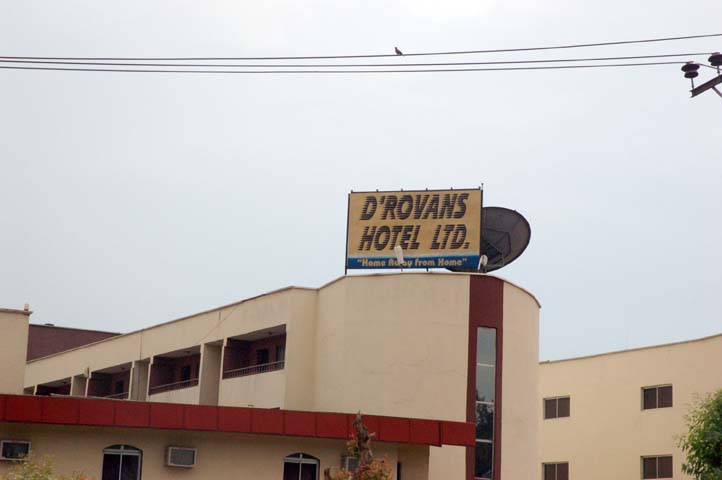 D'ROVANS
HOTEL LTD.
"Home Away from Home"